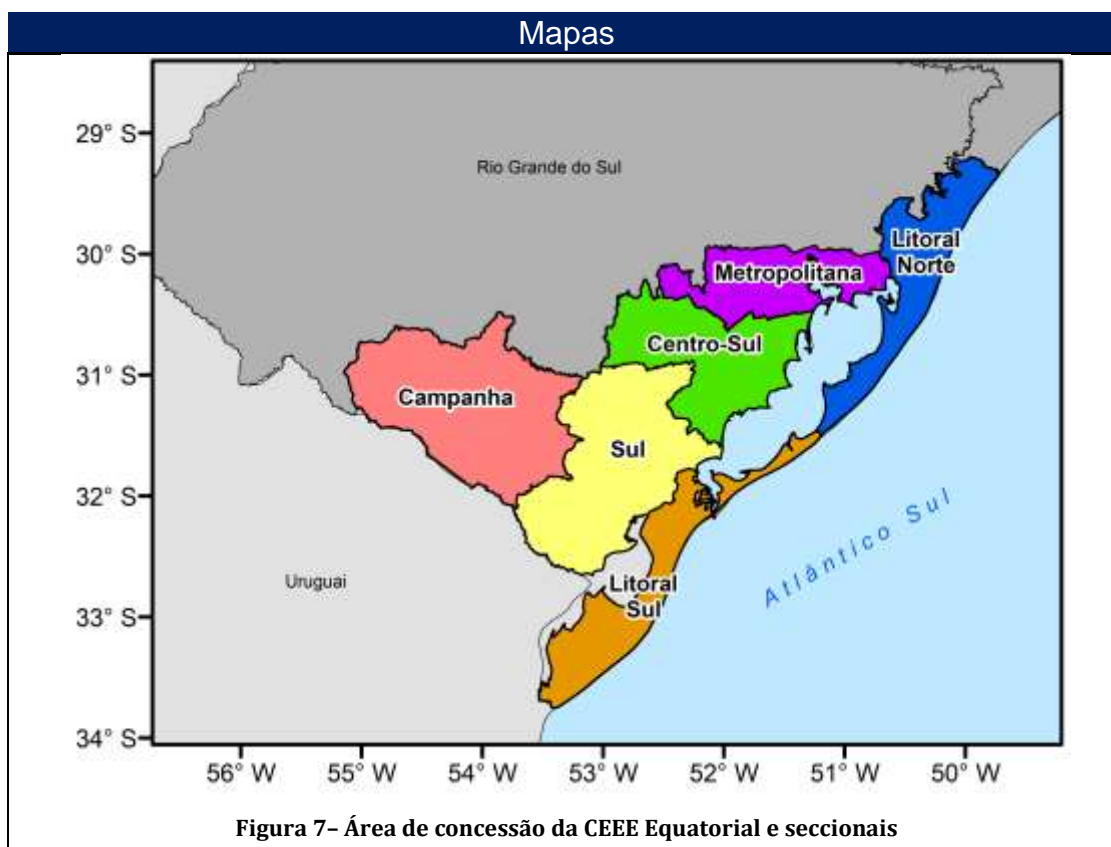 Mapas
29° S
30° S
31° S
32° S
33° S
34° S
Rio Grande do Sul
Litoral
Norte
Metropolitana
Centro-Sul
Campanha
Sul
Litoral
Sul
Uruguai
Atlântico Sul
56° W
55° W
54° W
53° W
52° W
51° W
50° W
Figura 7– Área de concessão da CEEE Equatorial e seccionais